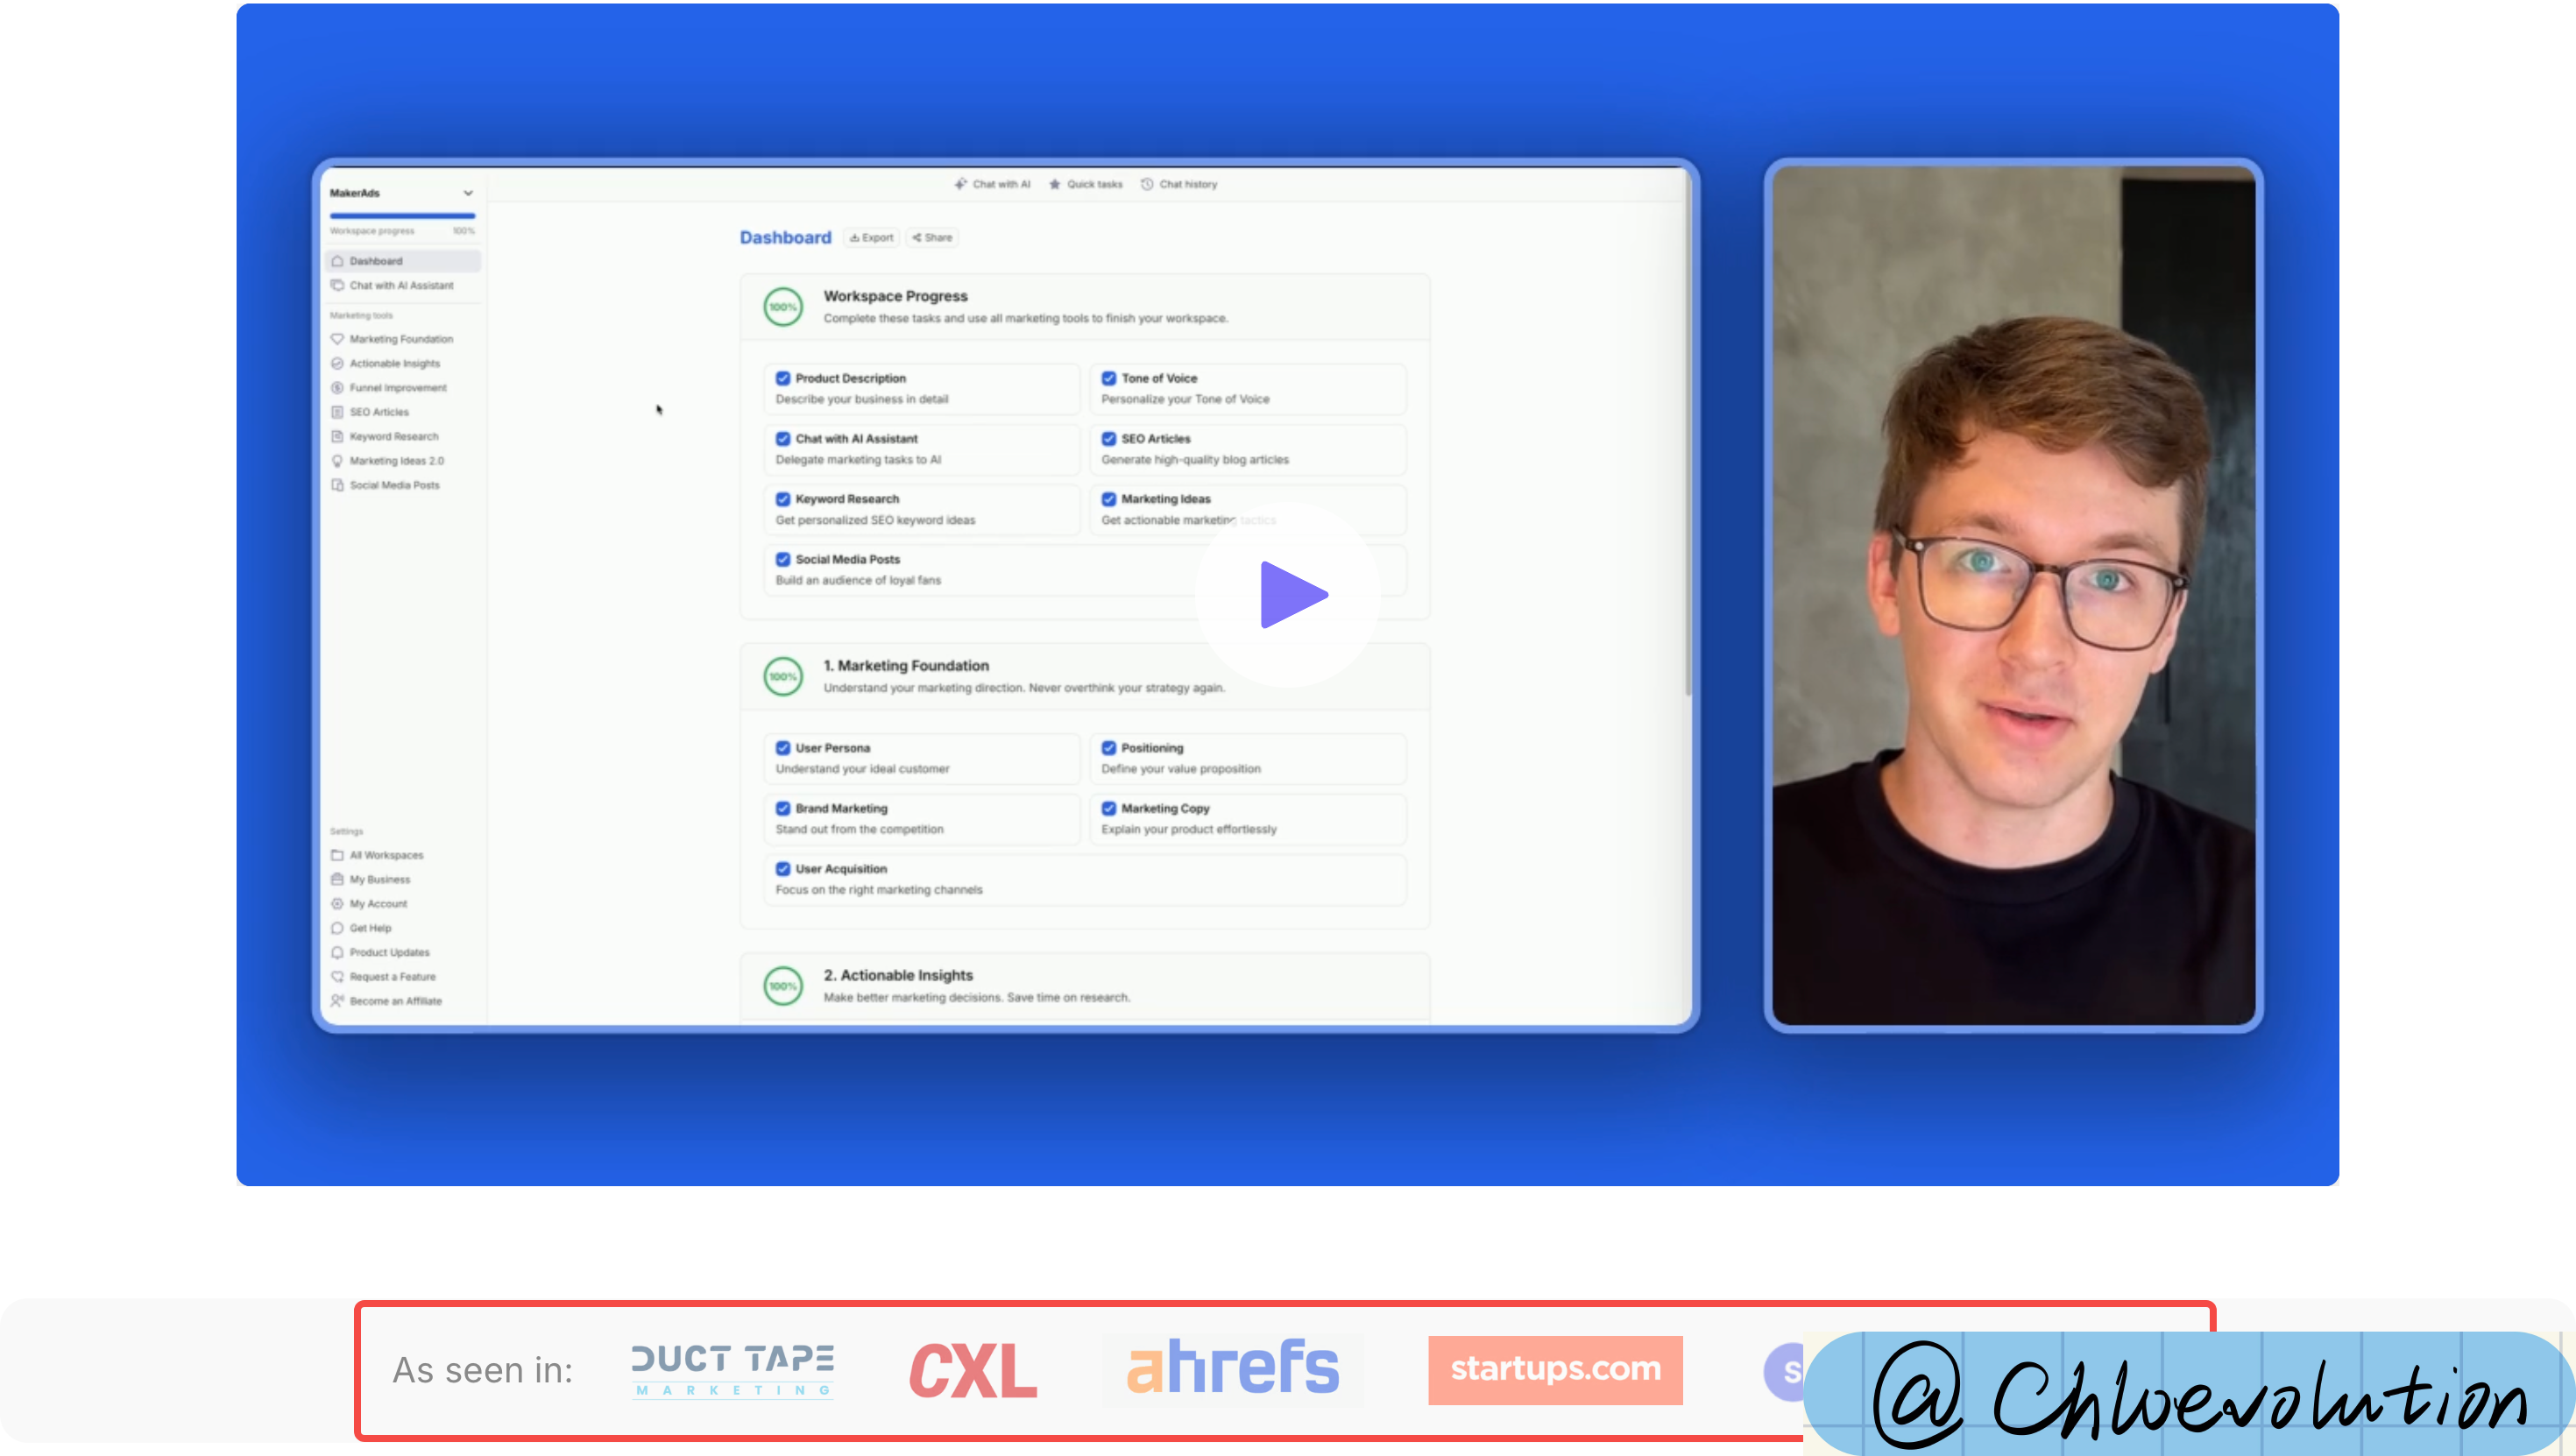 MakerAds
Workspace progress 100%
Dashboard
Chat with AI Assistant
Marketing tools
Marketing Foundation
Actionable Insights
Funnel Improvement
SEO Articles
Keyword Research
Marketing Ideas 2.0
Social Media Posts
Settings
All Workspaces
My Business
My Account
Get Help
Product Updates
Request a Feature
Become an Affiliate
Chat with AI Quick tasks Chat history
Dashboard Export Share
100% Workspace Progress
Complete these tasks and use all marketing tools to finish your workspace.
Product Description
Describe your business in detail
Tone of Voice
Personalize your Tone of Voice
Chat with AI Assistant
Delegate marketing tasks to AI
SEO Articles
Generate high-quality blog articles
Keyword Research
Get personalized SEO keyword ideas
Marketing Ideas
Get actionable marketing tactics
Social Media Posts
Build an audience of loyal fans
100% 1. Marketing Foundation
Understand your marketing direction. Never overthink your strategy again.
User Persona
Understand your ideal customer
Positioning
Define your value proposition
Brand Marketing
Stand out from the competition
Marketing Copy
Explain your product effortlessly
User Acquisition
Focus on the right marketing channels
100% 2. Actionable Insights
Make better marketing decisions. Save time on research.
As seen in:
DUCT TAPE
MARKETING
CXL
ahrefs
startups.com
S
@Chloevolution